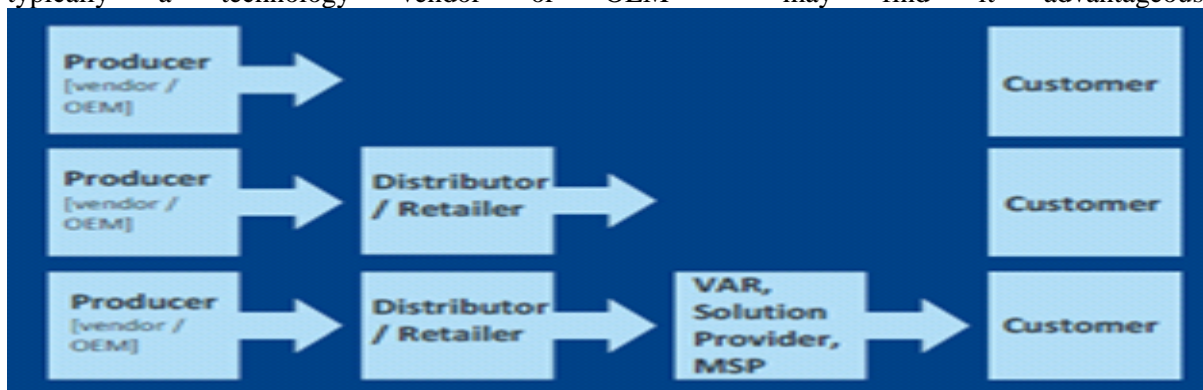 typically a technology vendor or OEM may find it advantageous
Producer
[vendor /
OEM]
Customer
Producer
[vendor /
OEM]
Distributor
/ Retailer
Customer
Producer
[vendor /
OEM]
Distributor
/ Retailer
VAR,
Solution
Provider,
MSP
Customer